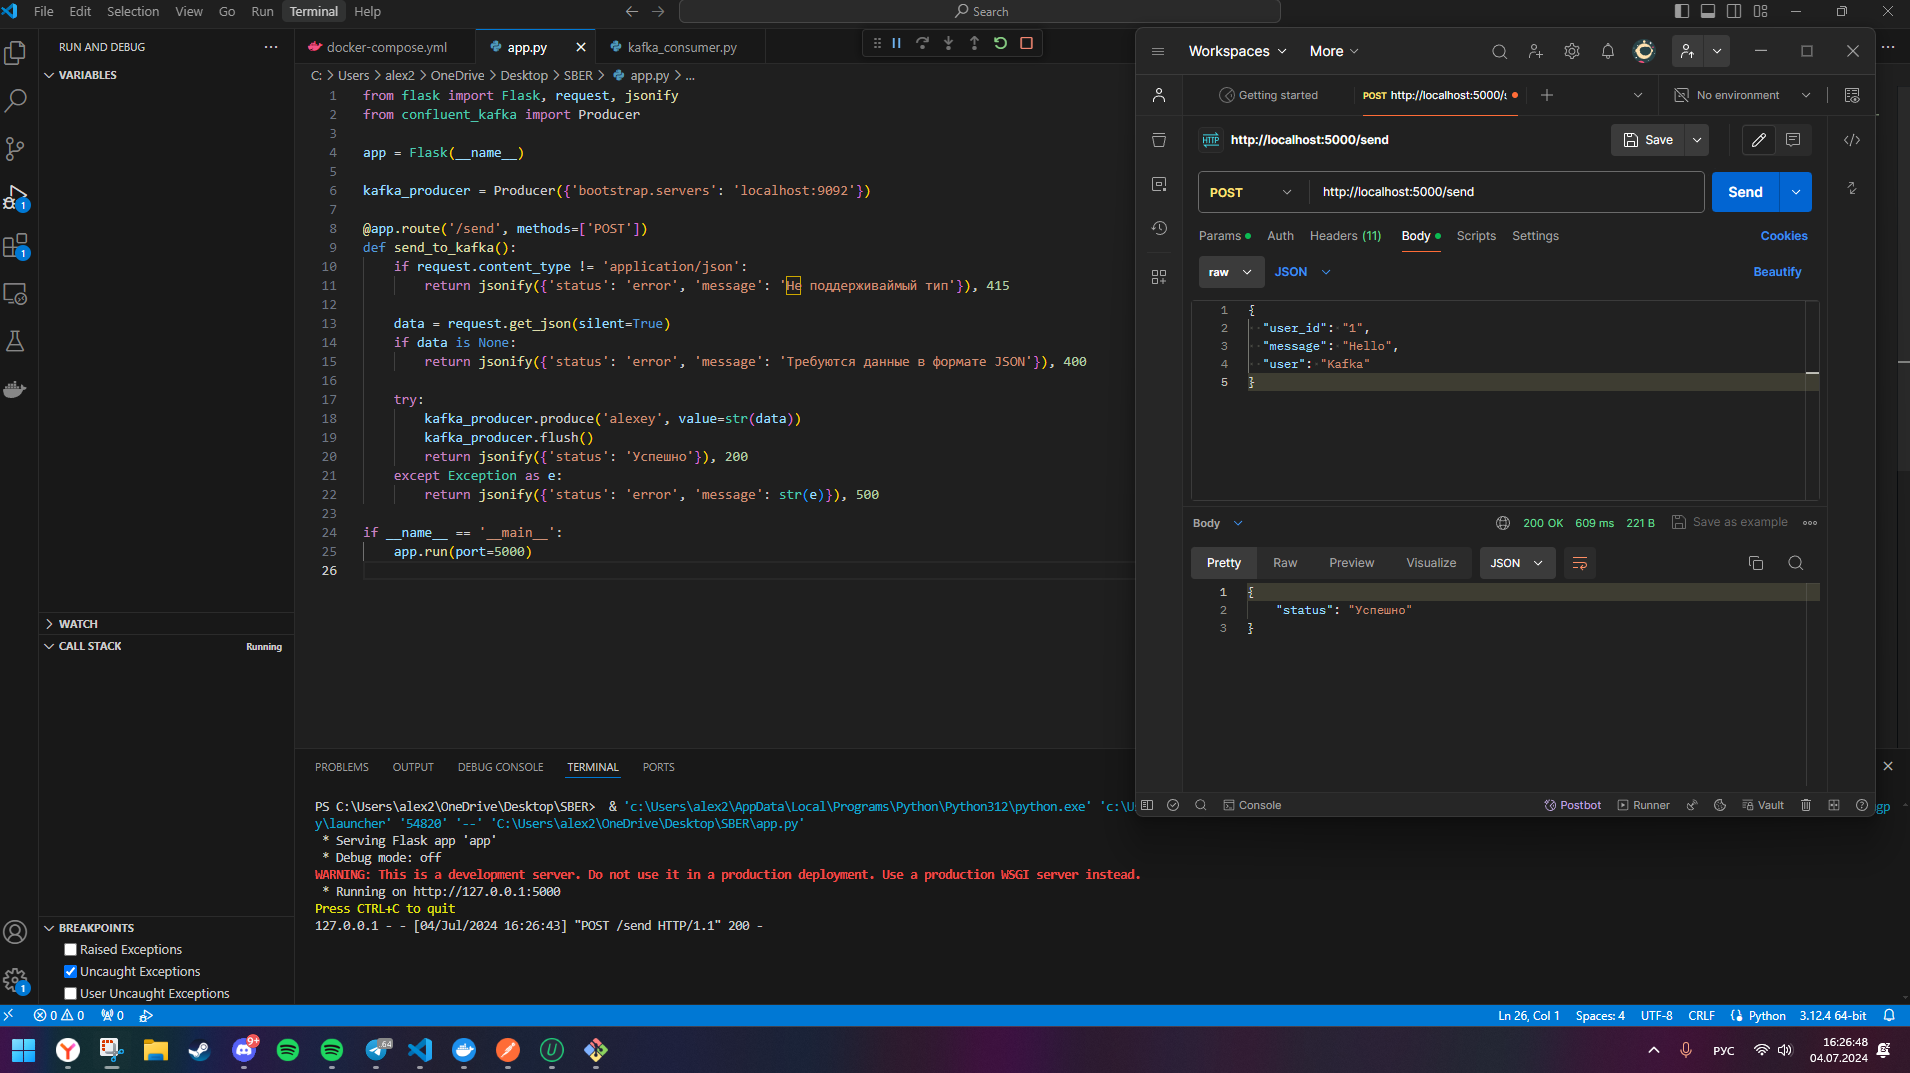 File Edit Selection View Go Run Terminal Help
Search
RUN AND DEBUG
VARIABLES
WATCH
CALL STACK Running
BREAKPOINTS
Raised Exceptions
Uncaught Exceptions
User Uncaught Exceptions
docker-compose.yml app.py kafka_consumer.py
C: > Users > alex2 > OneDrive > Desktop > SBER > app.py > ...
1 from flask import Flask, request, jsonify
2 from confluent_kafka import Producer
3
4 app = Flask(__name__)
5
6 kafka_producer = Producer({'bootstrap.servers': 'localhost:9092'})
7
8 @app.route('/send', methods=['POST'])
9 def send_to_kafka():
10 if request.content_type != 'application/json':
11 return jsonify({'status': 'error', 'message': 'Не поддерживаймый тип'}), 415
12
13 data = request.get_json(silent=True)
14 if data is None:
15 return jsonify({'status': 'error', 'message': 'Требуются данные в формате JSON'}), 400
16
17 try:
18 kafka_producer.produce('alexey', value=str(data))
19 kafka_producer.flush()
20 return jsonify({'status': 'Успешно'}), 200
21 except Exception as e:
22 return jsonify({'status': 'error', 'message': str(e)}), 500
23
24 if __name__ == '__main__':
25 app.run(port=5000)
26
PROBLEMS OUTPUT DEBUG CONSOLE TERMINAL PORTS
PS C:\Users\alex2\OneDrive\Desktop\SBER> & 'c:\Users\alex2\AppData\Local\Programs\Python\Python312\python.exe' 'c:\U
gp
y\launcher' '54820' '--' 'C:\Users\alex2\OneDrive\Desktop\SBER\app.py'
* Serving Flask app 'app'
* Debug mode: off
WARNING: This is a development server. Do not use it in a production deployment. Use a production WSGI server instead.
* Running on http://127.0.0.1:5000
Press CTRL+C to quit
127.0.0.1 - - [04/Jul/2024 16:26:43] "POST /send HTTP/1.1" 200 -
Workspaces More
Getting started POST http://localhost:5000/s No environment
HTTP http://localhost:5000/send Save
POST http://localhost:5000/send Send
Params Auth Headers (11) Body Scripts Settings Cookies
raw JSON Beautify
1 {
2 "user_id": "1",
3 "message": "Hello",
4 "user": "Kafka"
5 }
Body 200 OK 609 ms 221 B Save as example
Pretty Raw Preview Visualize JSON
1 {
2 "status": "Успешно"
3 }
Console Postbot Runner Vault
0 0 0 Ln 26, Col 1 Spaces: 4 UTF-8 CRLF Python 3.12.4 64-bit
1
1
1
9+ 64 РУС 16:26:48
04.07.2024